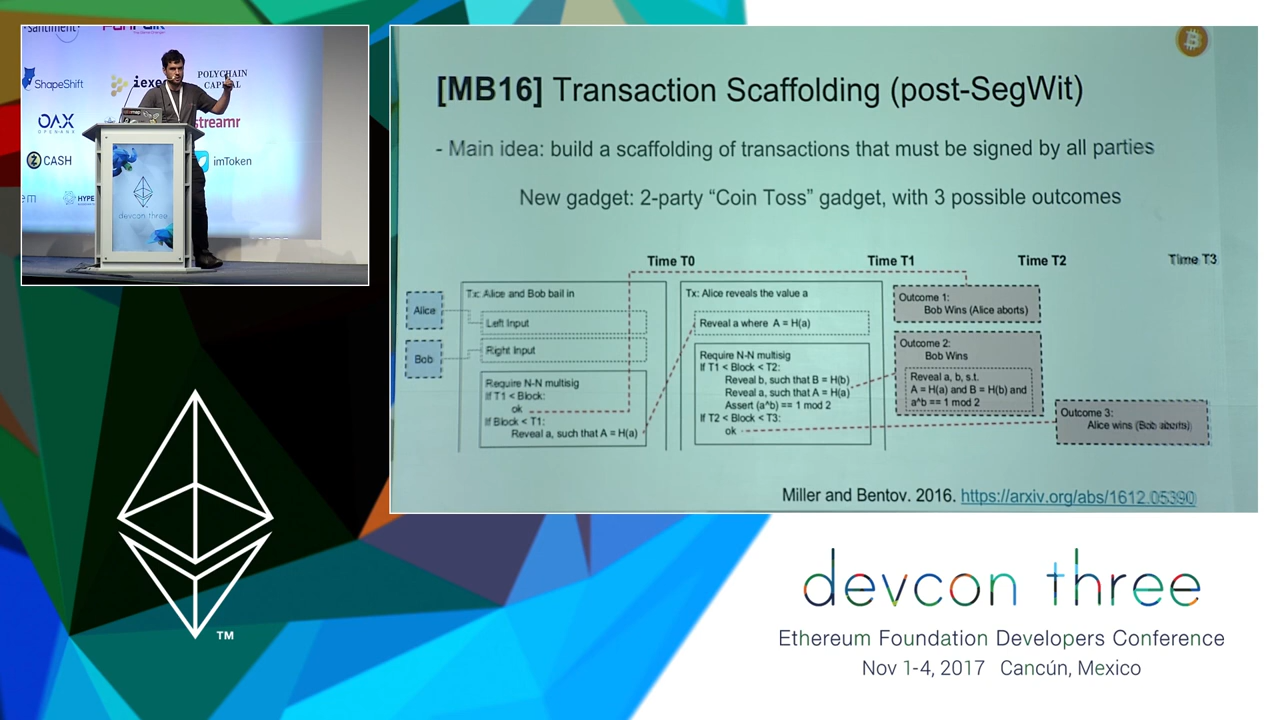 santiment
FunFair
ShapeShift
iexec
POLYCHAIN
CAPITAL
OAX
streamr
CASH
imToken
HYPE
devcon three
[MB16] Transaction Scaffolding (post-SegWit)
- Main idea: build a scaffolding of transactions that must be signed by all parties
New gadget: 2-party “Coin Toss” gadget, with 3 possible outcomes
Time T0
Time T1
Time T2
Time T3
Alice
Bob
Tx: Alice and Bob bail in
Left Input
Right Input
Require N-N multisig
If T1 < Block:
ok
If Block < T1:
Reveal a, such that A = H(a)
Tx: Alice reveals the value a
Reveal a where A = H(a)
Require N-N multisig
If T1 < Block < T2:
Reveal b, such that B = H(b)
Reveal a, such that A = H(a)
Assert (a^b) == 1 mod 2
If T2 < Block < T3:
ok
Outcome 1:
Bob Wins (Alice aborts)
Outcome 2:
Bob Wins
Reveal a, b, s.t.
A = H(a) and B = H(b) and
a^b == 1 mod 2
Outcome 3:
Alice wins (Bob aborts)
Miller and Bentov. 2016. https://arxiv.org/abs/1612.05390
TM
devcon three
Ethereum Foundation Developers Conference
Nov 1-4, 2017 Cancún, Mexico